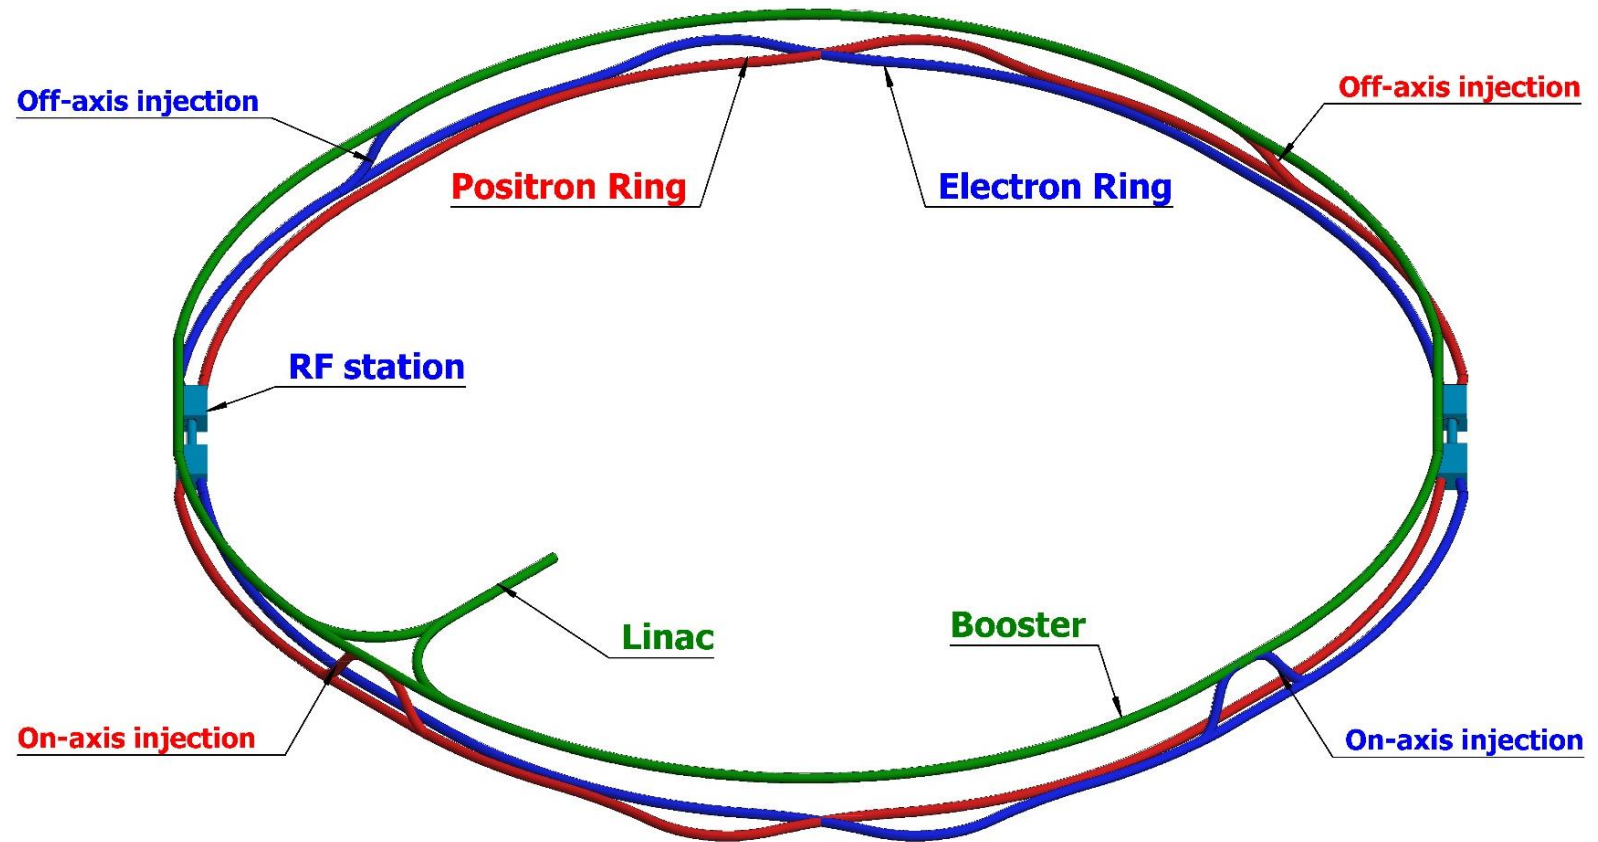 Off-axis injection
Off-axis injection
Positron Ring
Electron Ring
RF station
Linac
Booster
On-axis injection
On-axis injection